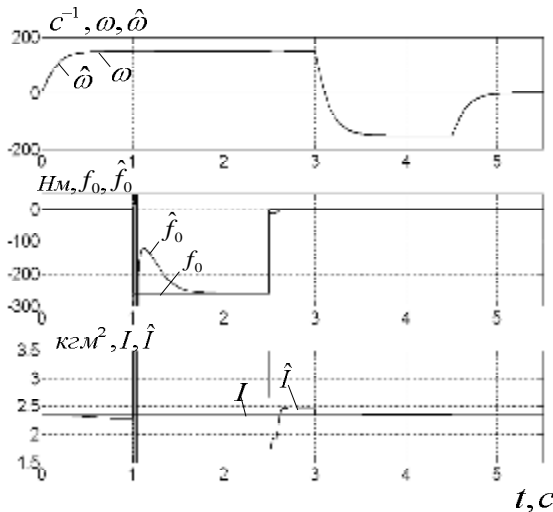 c⁻¹, ω, ω̂
200
0
-200
ω̂ ω
0 1 2 3 4 5
Нм, f₀, f̂₀
0
-100
-200
-300
f̂₀
f₀
0 1 2 3 4 5
кгм², I, Î
3.5
3
2.5
2
1.5
I Î
0 1 2 3 4 5
t, c